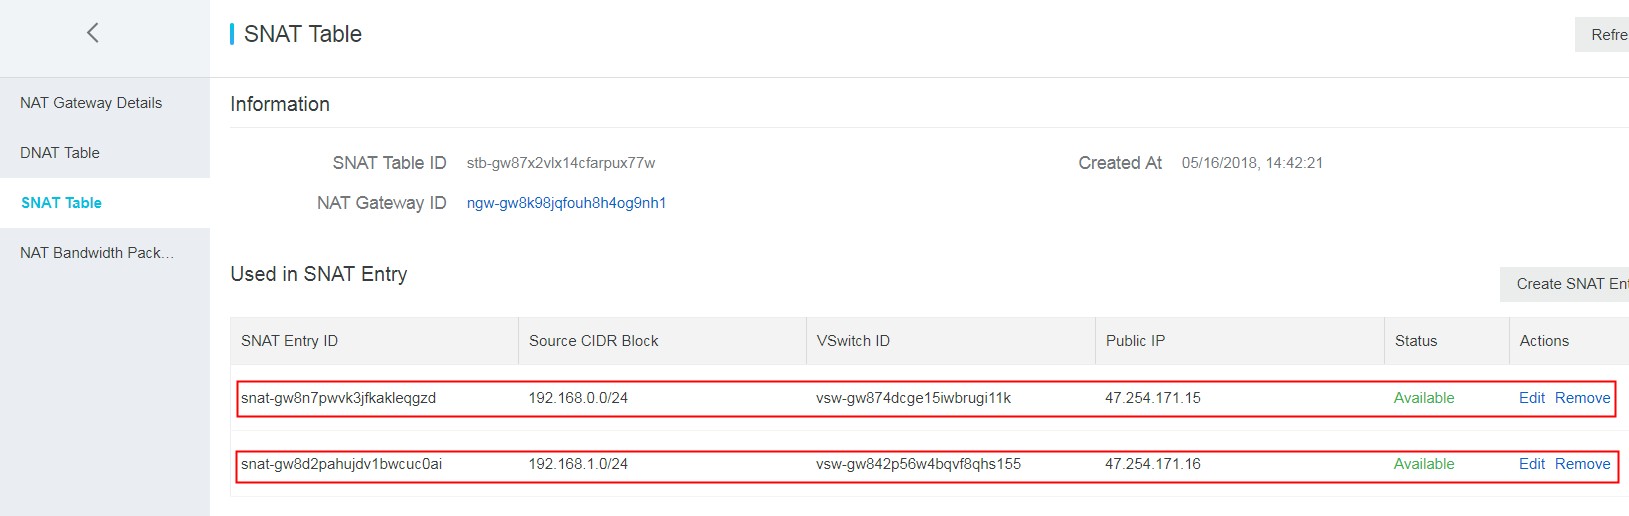 SNAT Table
Refre
NAT Gateway Details
DNAT Table
SNAT Table
NAT Bandwidth Pack...
Information
SNAT Table ID stb-gw87x2vlx14cfarpux77w Created At 05/16/2018, 14:42:21
NAT Gateway ID ngw-gw8k98jqfouh8h4og9nh1
Used in SNAT Entry
Create SNAT Ent
SNAT Entry ID Source CIDR Block VSwitch ID Public IP Status Actions
snat-gw8n7pwvk3jfkakleqgzd 192.168.0.0/24 vsw-gw874dcge15iwbrugi11k 47.254.171.15 Available Edit Remove
snat-gw8d2pahujdv1bwcuc0ai 192.168.1.0/24 vsw-gw842p56w4bqvf8qhs155 47.254.171.16 Available Edit Remove